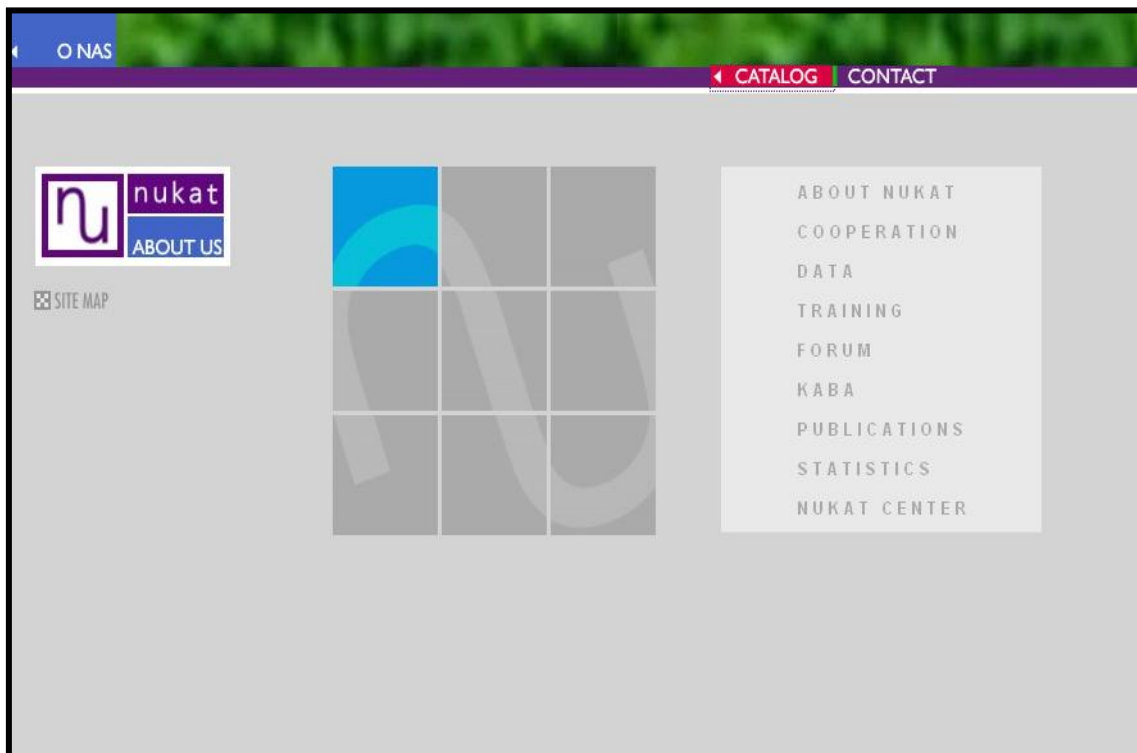 O NAS
CATALOG CONTACT
nu
nukat
ABOUT US
SITE MAP
ABOUT NUKAT
COOPERATION
DATA
TRAINING
FORUM
KABA
PUBLICATIONS
STATISTICS
NUKAT CENTER